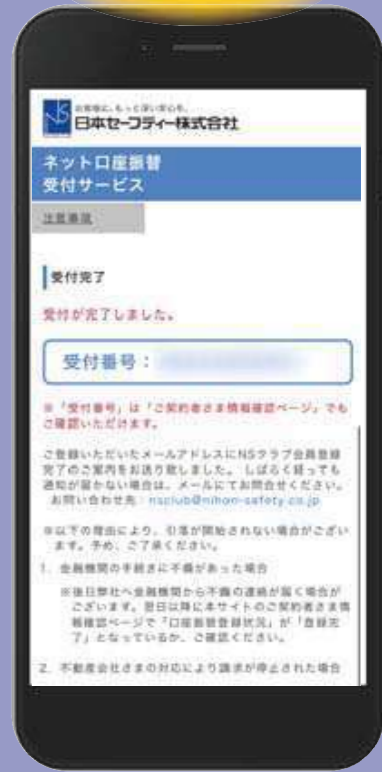 お客様に、もっと深い安心を。
日本セーフティー株式会社
ネット口座振替
受付サービス
注意事項
受付完了
受付が完了しました。
受付番号：
※「受付番号」は「ご契約者さま情報確認ページ」でも
ご確認いただけます。
ご登録いただいたメールアドレスにNSクラブ会員登録
完了のご案内をお送り致しました。しばらく経っても
通知が届かない場合は、メールにてお問合せください。
お問い合わせ先：nsclub@nihon-safety.co.jp
※以下の理由により、引落が開始されない場合がござい
ます。予め、ご了承ください。
1. 金融機関の手続きに不備があった場合
※後日弊社へ金融機関から不備の連絡が届く場合が
ございます。翌日以降に本サイトのご契約者さま情
報確認ページで「口座振替登録状況」が「登録完
了」となっているか、ご確認ください。
2. 不動産会社さまの対応により請求が停止された場合